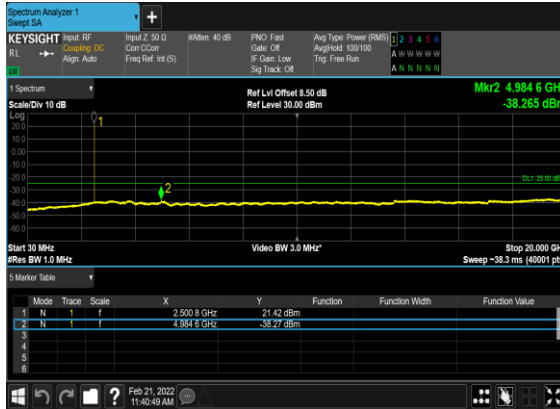 Spectrum Analyzer 1
Swept SA
+
KEYSIGHT
RL
LU
Input: RF
Coupling: DC
Align: Auto
Input Z: 50 Ω
Corr CCorr
Freq Ref: Int (S)
#Atten: 40 dB
PNO: Fast
Gate: Off
IF Gain: Low
Sig Track: Off
Avg Type: Power (RMS)
Avg|Hold: 100/100
Trig: Free Run
1 2 3 4 5 6
A W W W W W
A N N N N N
1 Spectrum
Scale/Div 10 dB
Ref Lvl Offset 8.50 dB
Ref Level 30.00 dBm
Mkr2 4.984 6 GH
-38.265 dBr
Log
20.0
10.0
0.00
-10.0
-20.0
-30.0
-40.0
-50.0
-60.0
1
2
DL1 -25.00 dB
Start 30 MHz
#Res BW 1.0 MHz
Video BW 3.0 MHz*
Stop 20.000 GH
Sweep ~38.3 ms (40001 pt
5 Marker Table
Mode Trace Scale X Y Function Function Width Function Value
1 N 1 f 2.500 8 GHz 21.42 dBm
2 N 1 f 4.984 6 GHz -38.27 dBm
3
4
5
6
?
Feb 21, 2022
11:40:49 AM